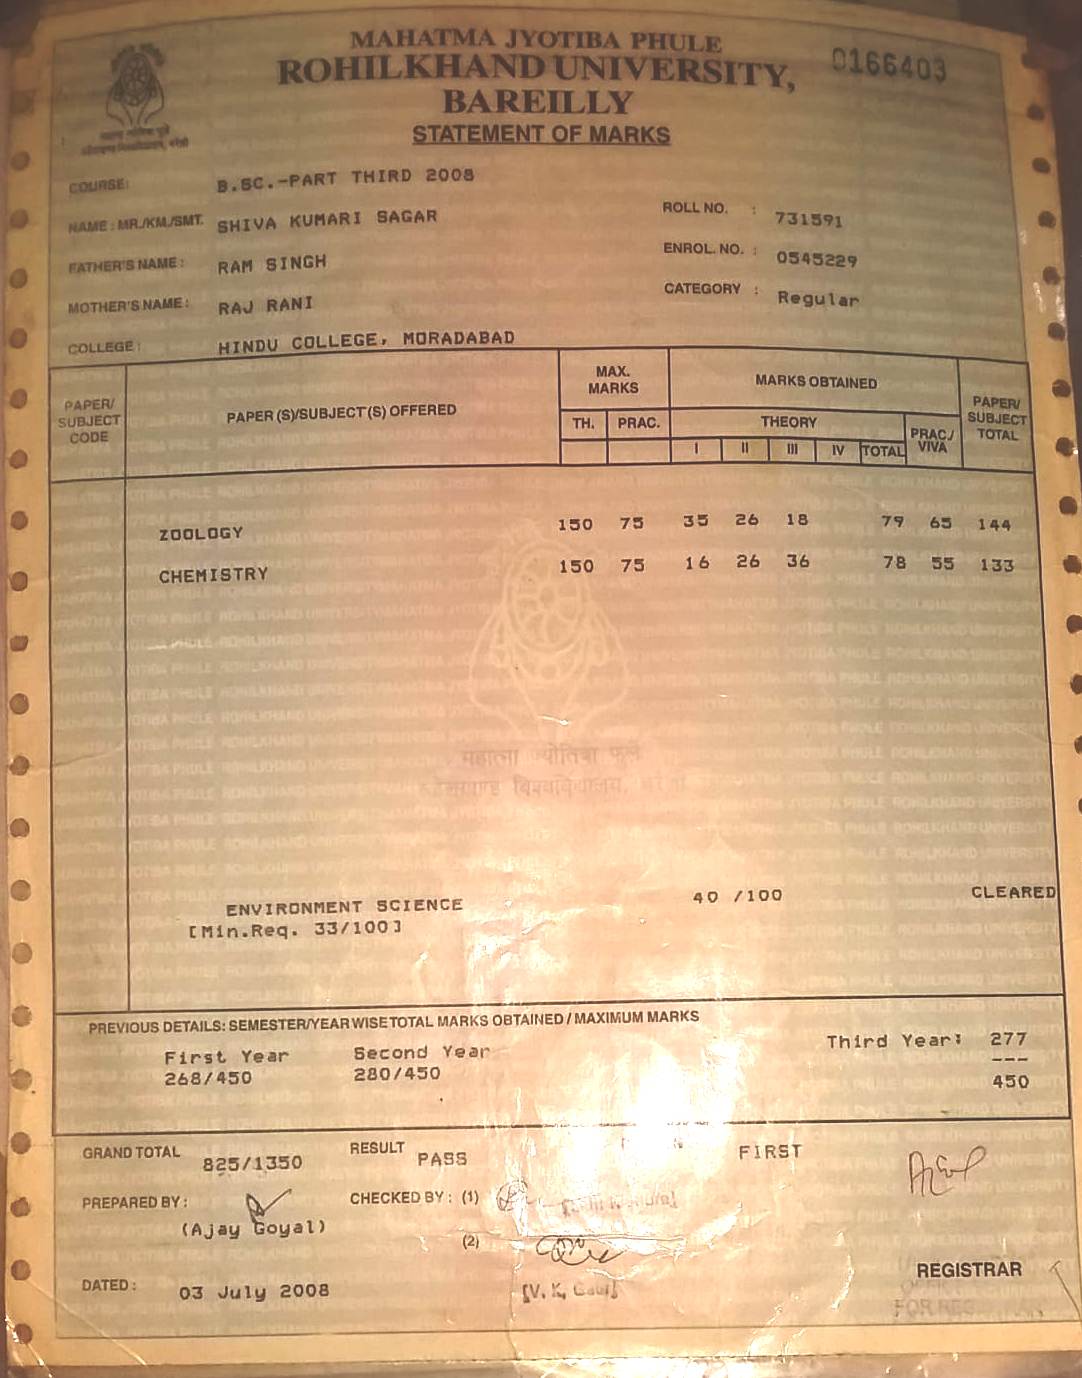 MAHATMA JYOTIBA PHULE
ROHILKHAND UNIVERSITY,
BAREILLY
0166403
STATEMENT OF MARKS
COURSE: B.SC.-PART THIRD 2008
NAME : MR./KM./SMT. SHIVA KUMARI SAGAR ROLL NO. : 731591
FATHER'S NAME : RAM SINGH ENROL. NO. : 0545229
MOTHER'S NAME : RAJ RANI CATEGORY : Regular
COLLEGE : HINDU COLLEGE, MORADABAD
PAPER/ SUBJECT CODE PAPER (S)/SUBJECT (S) OFFERED MAX. MARKS MARKS OBTAINED PAPER/ SUBJECT TOTAL
TH. PRAC. THEORY PRAC./ VIVA
I II III IV TOTAL
ZOOLOGY 150 75 35 26 18 79 65 144
CHEMISTRY 150 75 16 26 36 78 55 133
महात्मा ज्योतिबा फुले
ENVIRONMENT SCIENCE 40 /100 CLEARED
[Min.Req. 33/100]
PREVIOUS DETAILS: SEMESTER/YEARWISE TOTAL MARKS OBTAINED / MAXIMUM MARKS
First Year Second Year Third Year: 277
268/450 280/450 ---
450
GRAND TOTAL 825/1350 RESULT PASS FIRST
PREPARED BY : CHECKED BY : (1)
(Ajay Goyal)
(2)
DATED : 03 July 2008 [V. K.
REGISTRAR